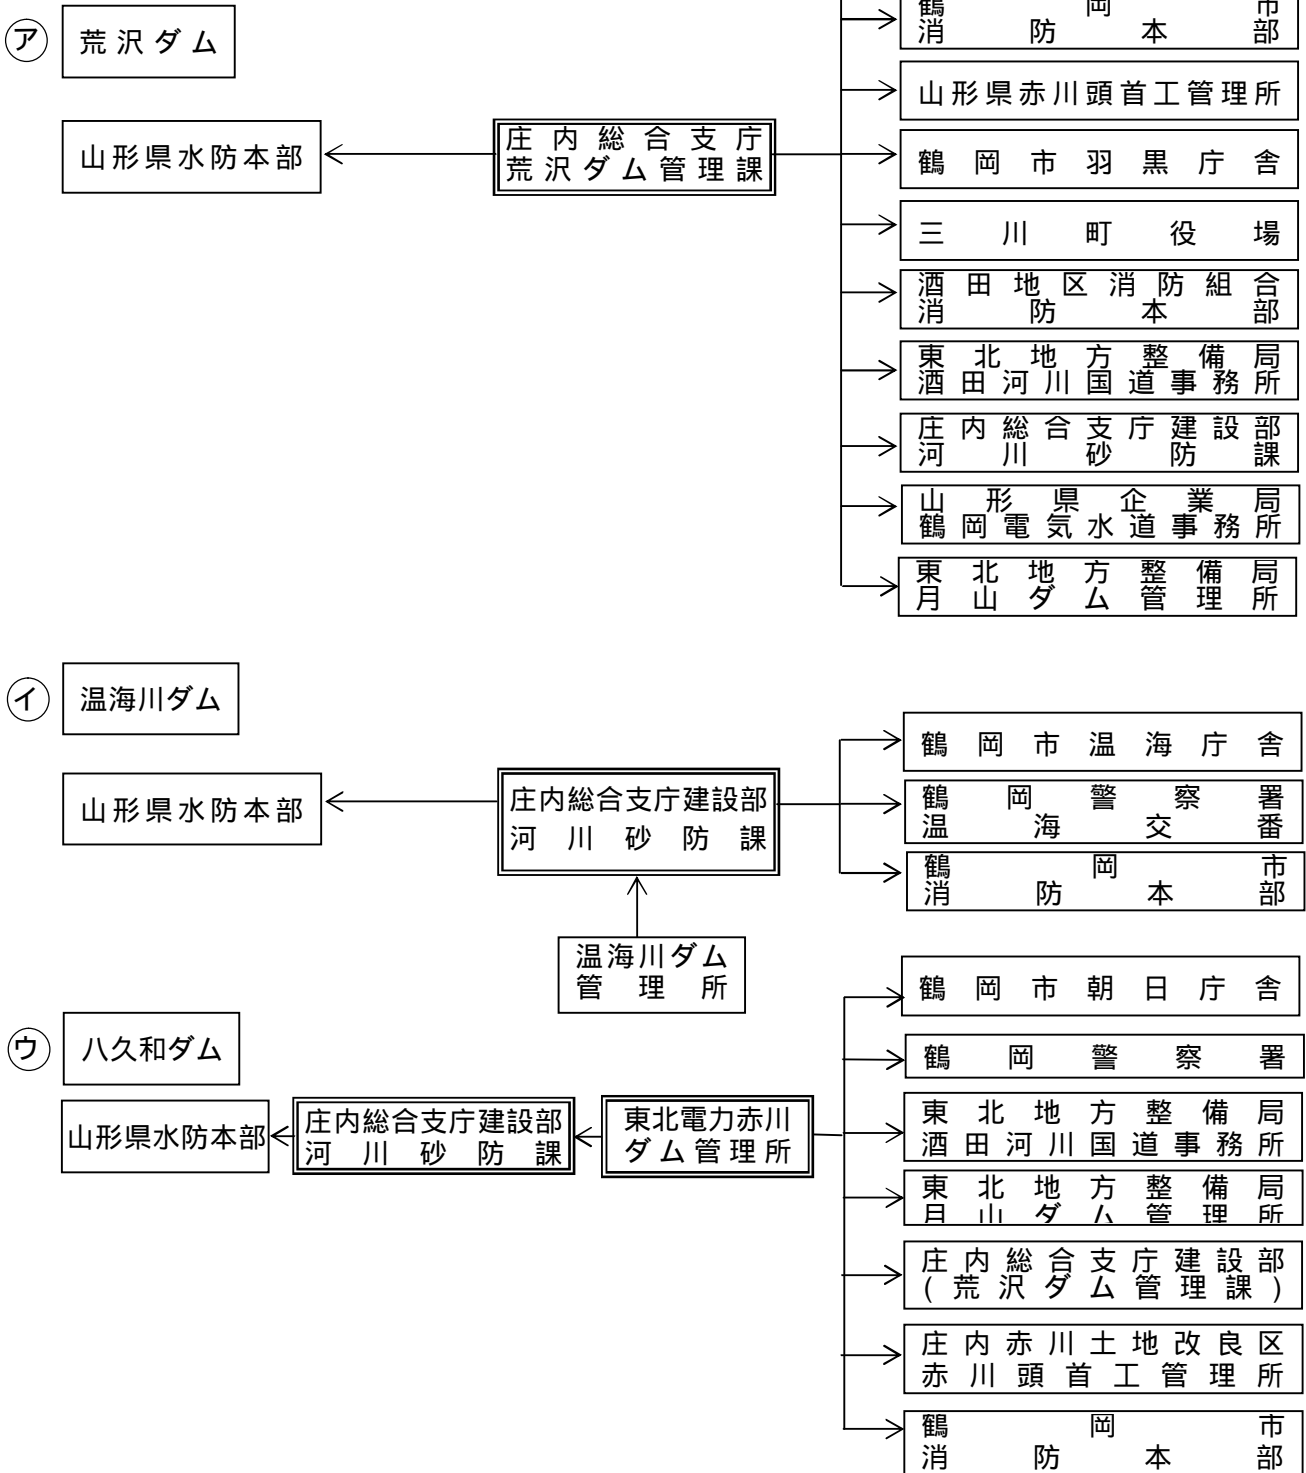 鶴岡市
消防本部
㋐ 荒沢ダム
山形県赤川頭首工管理所
山形県水防本部
庄内総合支庁
荒沢ダム管理課
鶴岡市羽黒庁舎
三川町役場
酒田地区消防組合
消防本部
東北地方整備局
酒田河川国道事務所
庄内総合支庁建設部
河川砂防課
山形県企業局
鶴岡電気水道事務所
東北地方整備局
月山ダム管理所
㋑ 温海川ダム
山形県水防本部
庄内総合支庁建設部
河川砂防課
温海川ダム
管理所
鶴岡市温海庁舎
鶴岡警察署
温海交番
鶴岡市
消防本部
㋒ 八久和ダム
山形県水防本部
庄内総合支庁建設部
河川砂防課
東北電力赤川
ダム管理所
鶴岡市朝日庁舎
鶴岡警察署
東北地方整備局
酒田河川国道事務所
東北地方整備局
月山ダム管理所
庄内総合支庁建設部
(荒沢ダム管理課)
庄内赤川土地改良区
赤川頭首工管理所
鶴岡市
消防本部